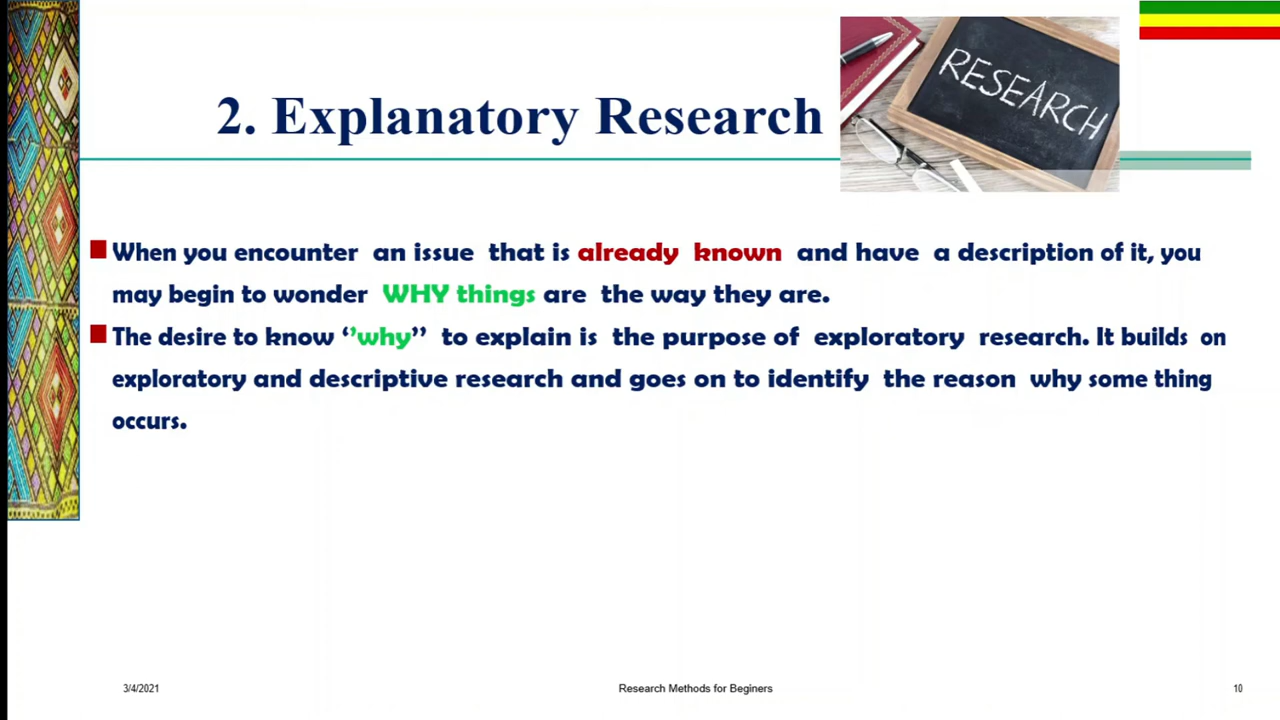 RESEARCH
2. Explanatory Research
When you encounter an issue that is already known and have a description of it, you
may begin to wonder WHY things are the way they are.
The desire to know ‘’why’’ to explain is the purpose of exploratory research. It builds on
exploratory and descriptive research and goes on to identify the reason why some thing
occurs.
3/4/2021
Research Methods for Beginers
10